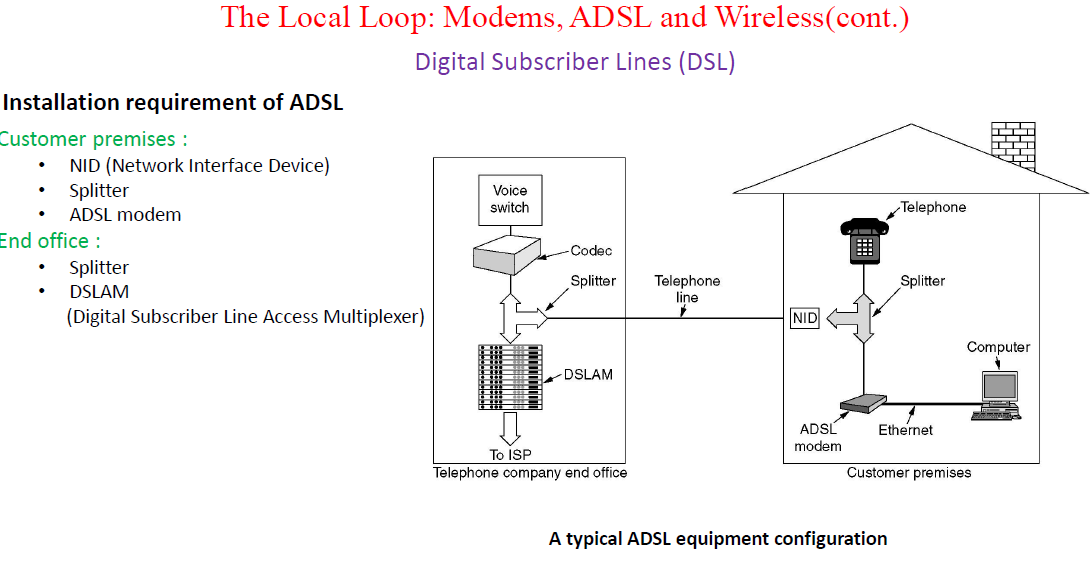 The Local Loop: Modems, ADSL and Wireless(cont.)
Digital Subscriber Lines (DSL)
Installation requirement of ADSL
Customer premises :
• NID (Network Interface Device)
• Splitter
• ADSL modem
End office :
• Splitter
• DSLAM
(Digital Subscriber Line Access Multiplexer)
Voice
switch
Codec
Splitter
DSLAM
To ISP
Telephone company end office
Telephone
line
Telephone
Splitter
NID
Computer
ADSL
modem
Ethernet
Customer premises
A typical ADSL equipment configuration